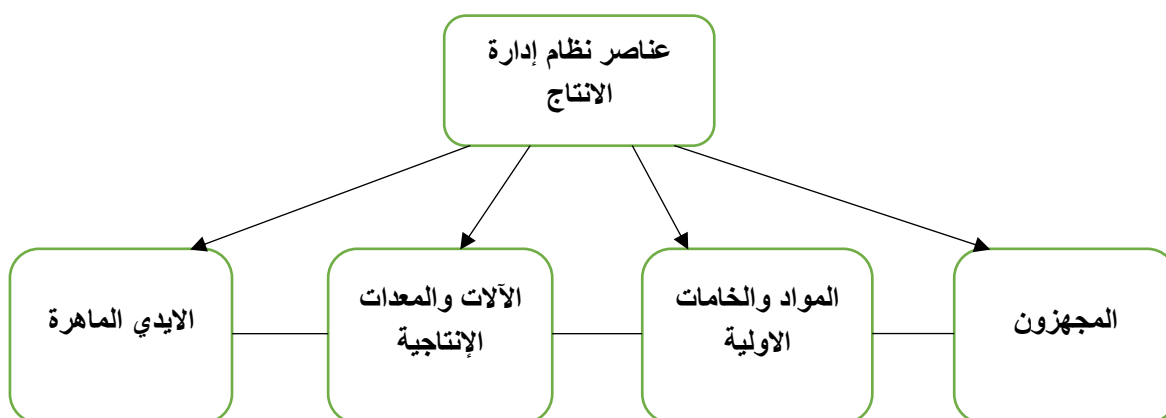 عناصر نظام إدارة
الانتاج
المجهزون
المواد والخامات
الاولية
الآلات والمعدات
الإنتاجية
الايدي الماهرة